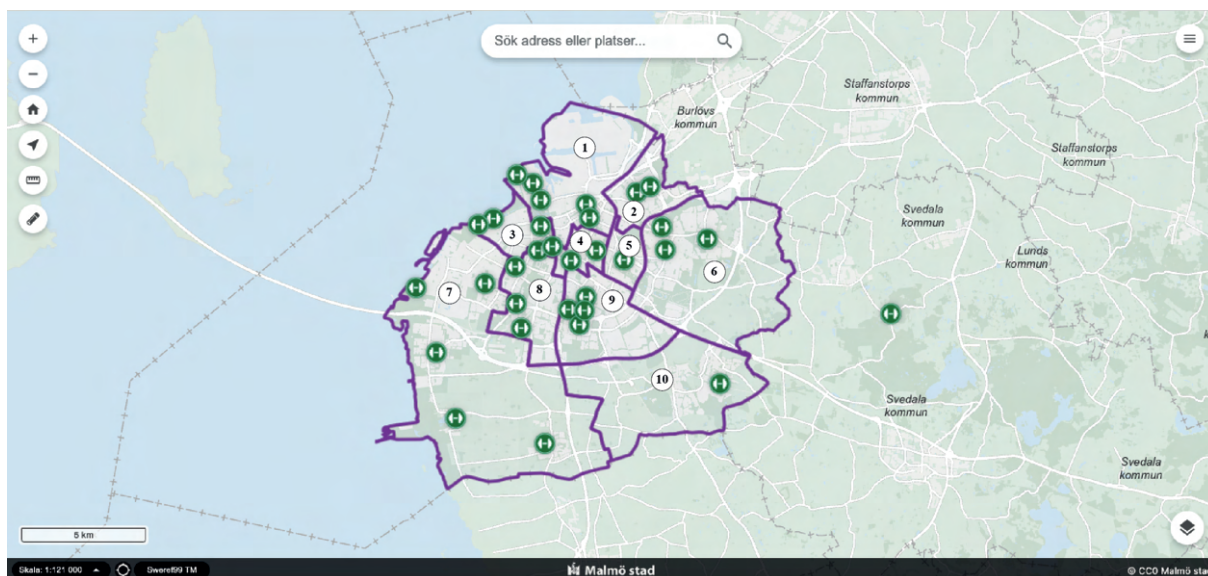 Sök adress eller platser...
Staffanstorps
kommun
Burlövs
kommun
1
Staffanstorps
kommun
2
Svedala
kommun
3
4
5
Lunds
kommun
6
7
8
9
10
Svedala
kommun
Svedala
kommun
5 km
Skala: 1:121 000
Sweref99 TM
Malmö stad
© CC0 Malmö stad